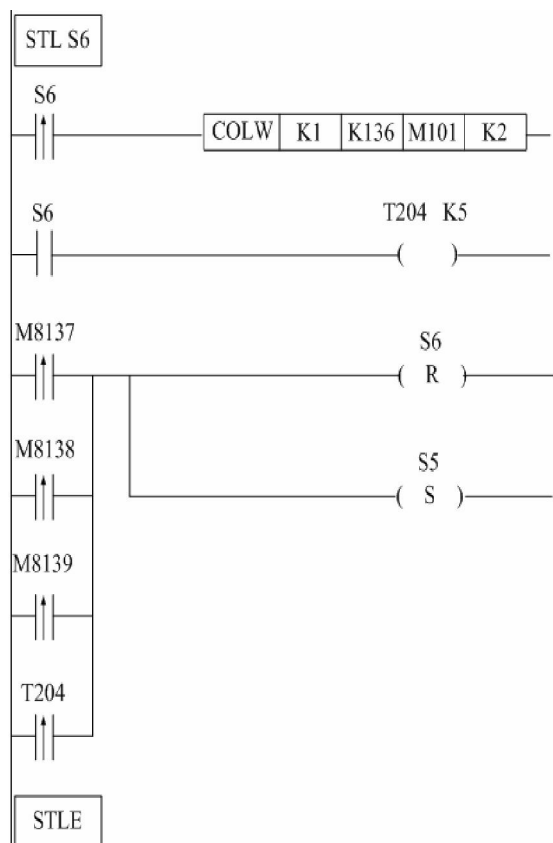 STL S6
S6
COLW K1 K136 M101 K2
S6
T204 K5
( )
M8137
S6
( R )
M8138
S5
( S )
M8139
T204
STLE